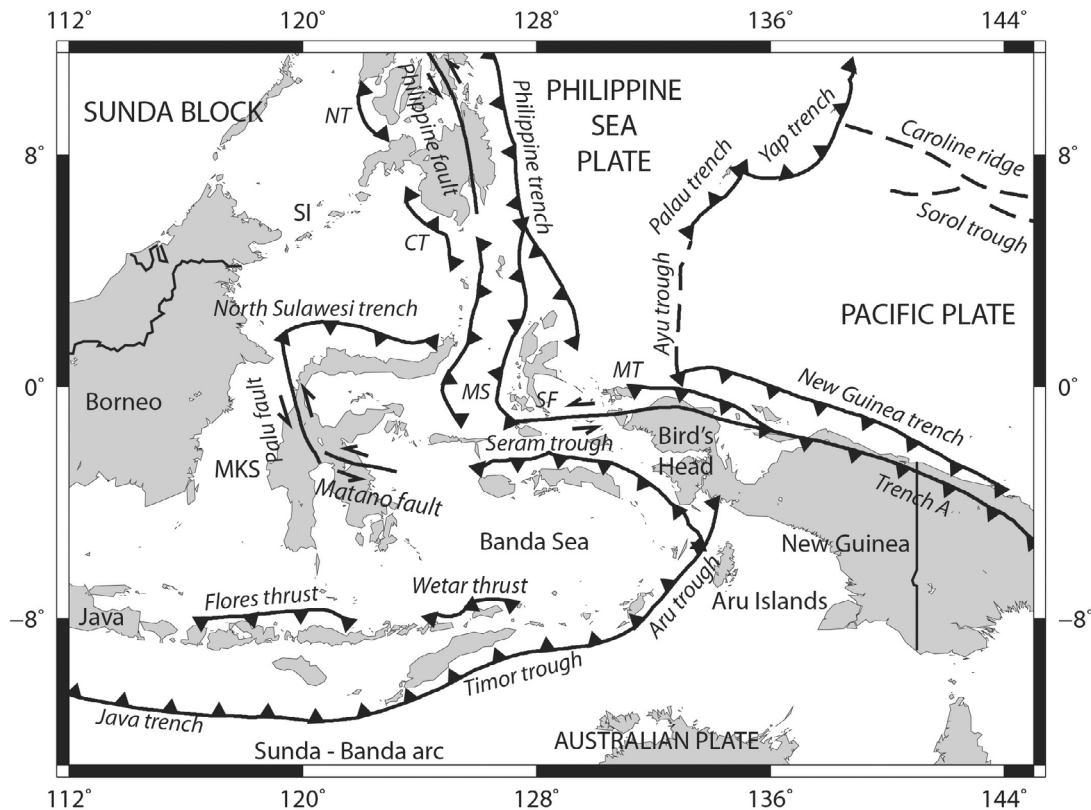 112°
120°
128°
136°
144°
SUNDA BLOCK
NT
Philippine fault
Philippine trench
PHILIPPINE
SEA
PLATE
Yap trench
Caroline ridge
8°
8°
Palau trench
Sorol trough
SI
CT
Ayu trough
North Sulawesi trench
PACIFIC PLATE
0°
0°
Borneo
Palu fault
MS
SF
MT
New Guinea trench
Seram trough
Bird's
Head
MKS
Matano fault
Trench A
Banda Sea
New Guinea
Flores thrust
Wetar thrust
Aru trough
Aru Islands
−8°
Java
−8°
Timor trough
Java trench
Sunda - Banda arc
AUSTRALIAN PLATE
112°
120°
128°
136°
144°